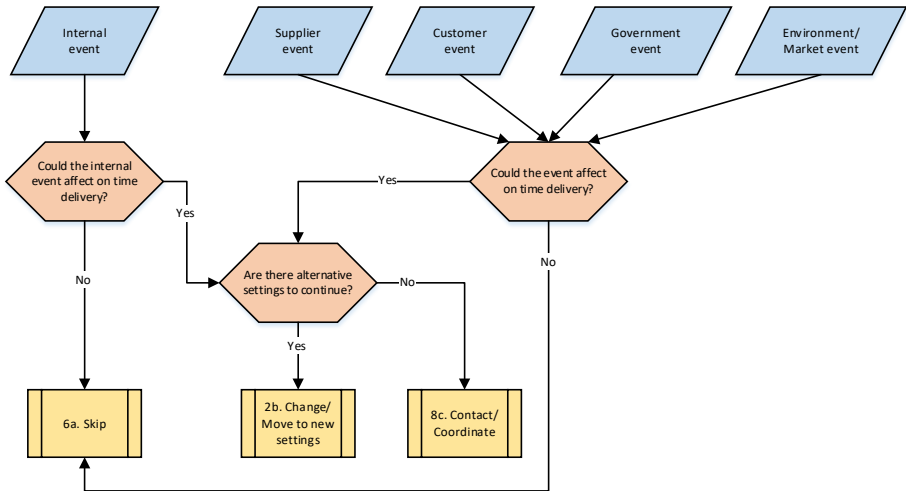 Internal
event
Supplier
event
Customer
event
Government
event
Environment/
Market event
Could the internal
event affect on time
delivery?
Could the event affect
on time delivery?
Yes
Yes
No
No
Are there alternative
settings to continue?
No
Yes
6a. Skip
2b. Change/
Move to new
settings
8c. Contact/
Coordinate